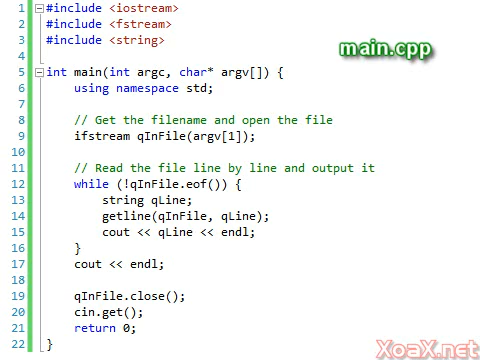 1 #include <iostream>
2 #include <fstream>
3 #include <string>
main.cpp
4
5 int main(int argc, char* argv[]) {
6     using namespace std;
7
8     // Get the filename and open the file
9     ifstream qInFile(argv[1]);
10
11     // Read the file line by line and output it
12     while (!qInFile.eof()) {
13         string qLine;
14         getline(qInFile, qLine);
15         cout << qLine << endl;
16     }
17     cout << endl;
18
19     qInFile.close();
20     cin.get();
21     return 0;
22 }
XoaX.net